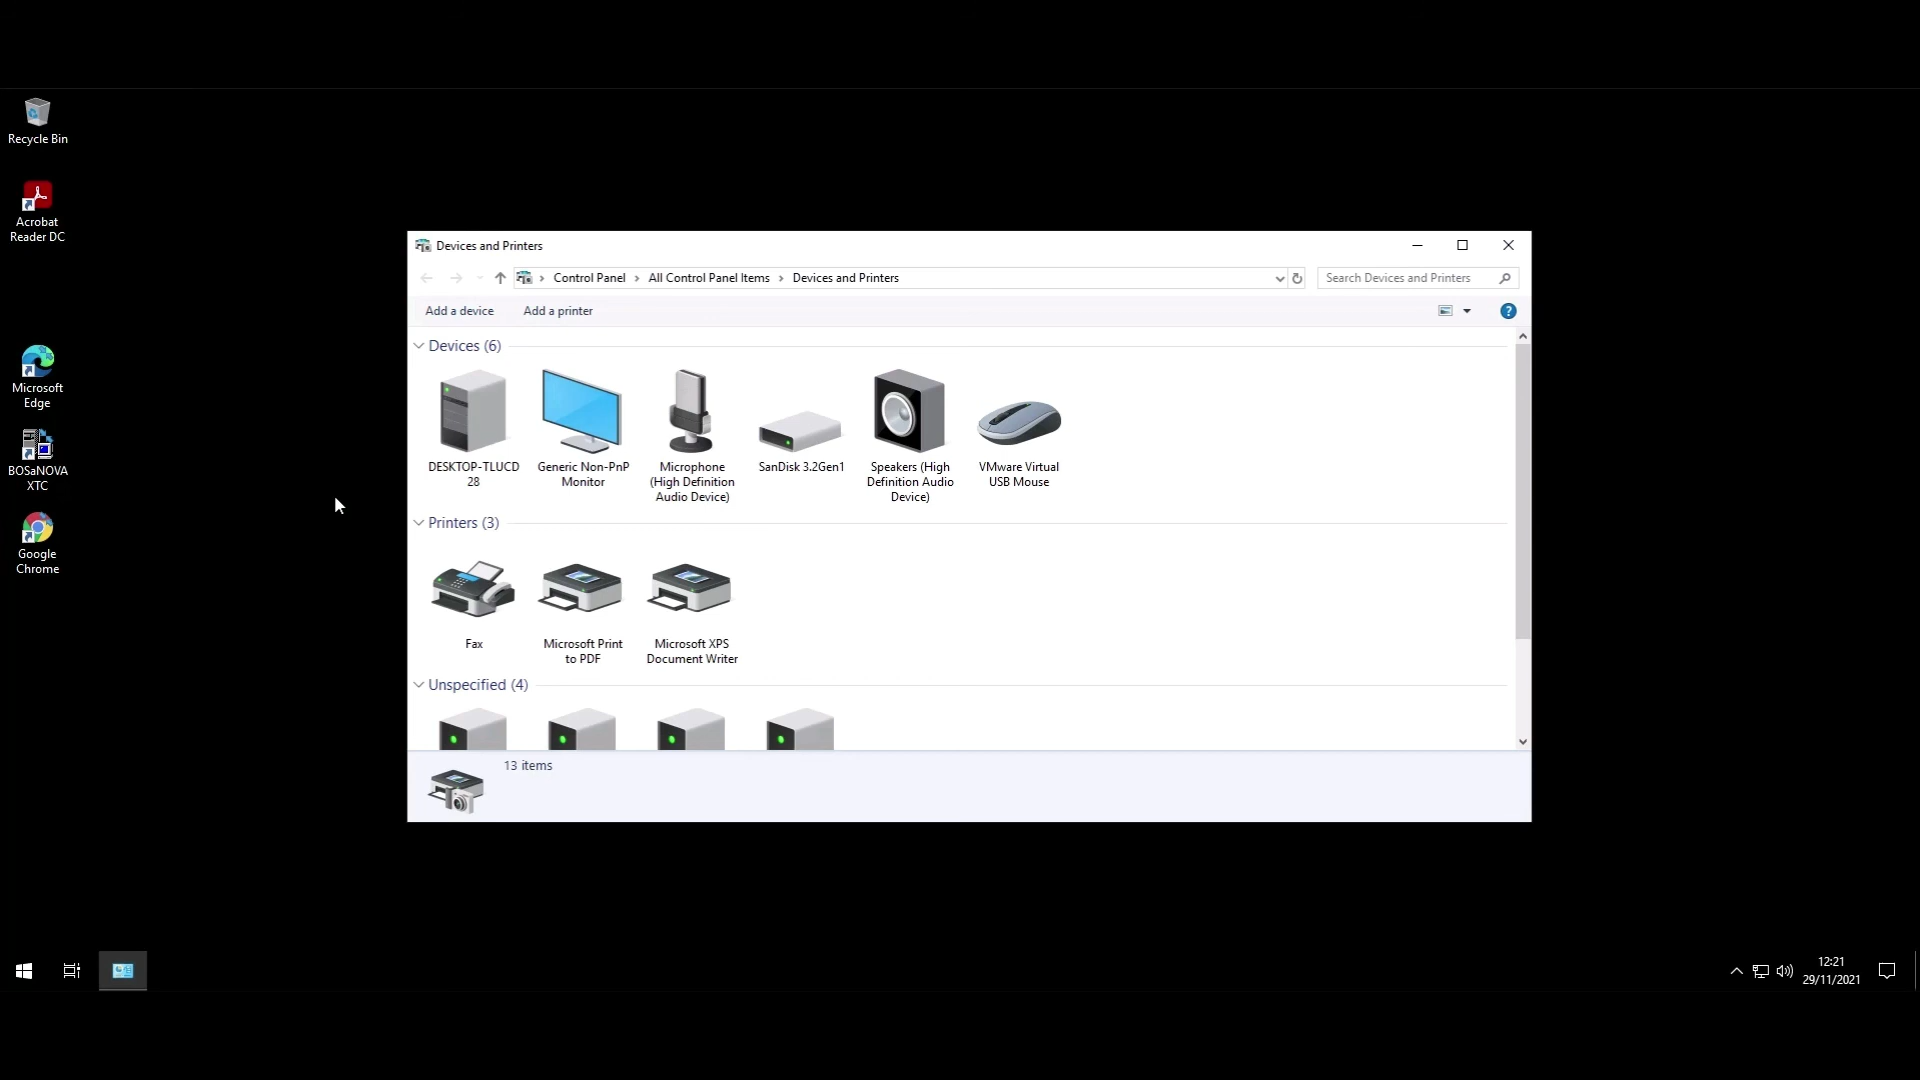 Recycle Bin
Acrobat
Reader DC
Microsoft
Edge
BOSaNOVA
XTC
Google
Chrome
Devices and Printers
Control Panel › All Control Panel Items › Devices and Printers
Search Devices and Printers
Add a device
Add a printer
?
Devices (6)
DESKTOP-TLUCD
28
Generic Non-PnP
Monitor
Microphone
(High Definition
Audio Device)
SanDisk 3.2Gen1
Speakers (High
Definition Audio
Device)
VMware Virtual
USB Mouse
Printers (3)
Fax
Microsoft Print
to PDF
Microsoft XPS
Document Writer
Unspecified (4)
13 items
12:21
29/11/2021